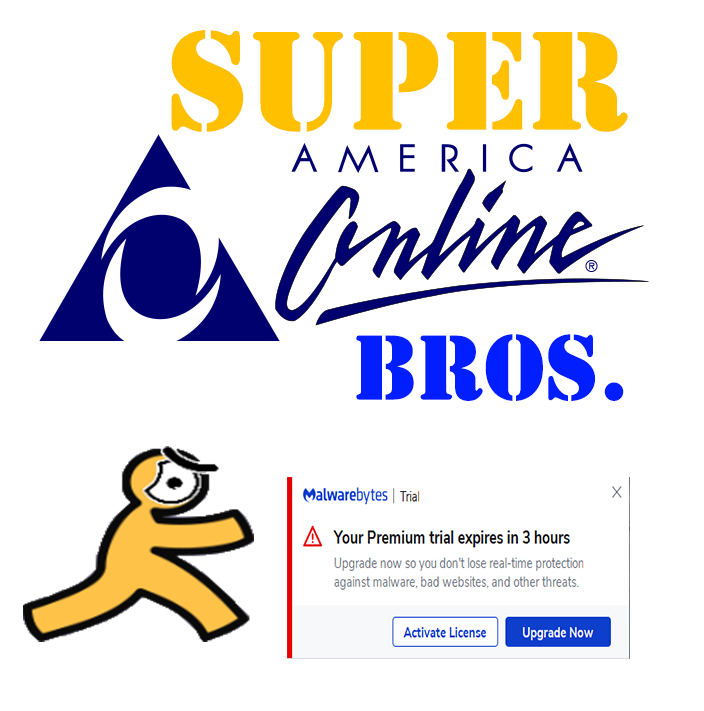 SUPER
AMERICA
Online®
BROS.
Malwarebytes | Trial
Your Premium trial expires in 3 hours
Upgrade now so you don't lose real-time protection
against malware, bad websites, and other threats.
Activate License
Upgrade Now